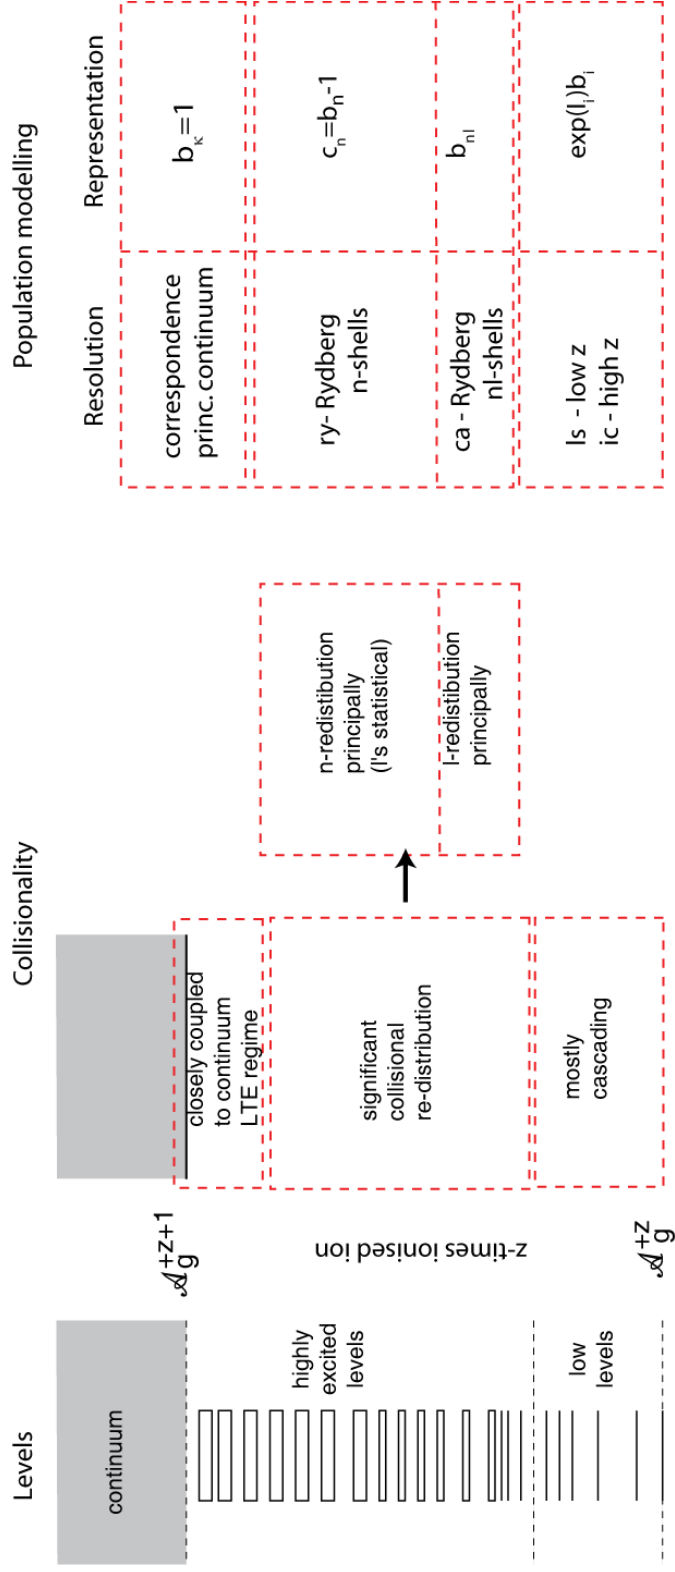 Levels
Collisionality
Population modelling
Resolution
Representation
continuum
𝒜g+z+1
closely coupled
to continuum
LTE regime
correspondence
princ. continuum
bκ=1
highly
excited
levels
z-times ionised ion
significant
collisional
re-distribution
n-redistibution
principally
(l's statistical)
l-redistibution
principally
ry- Rydberg
n-shells
cn=bn-1
ca - Rydberg
nl-shells
bnl
low
levels
mostly
cascading
ls - low z
ic - high z
exp(Ii)bi
𝒜g+z